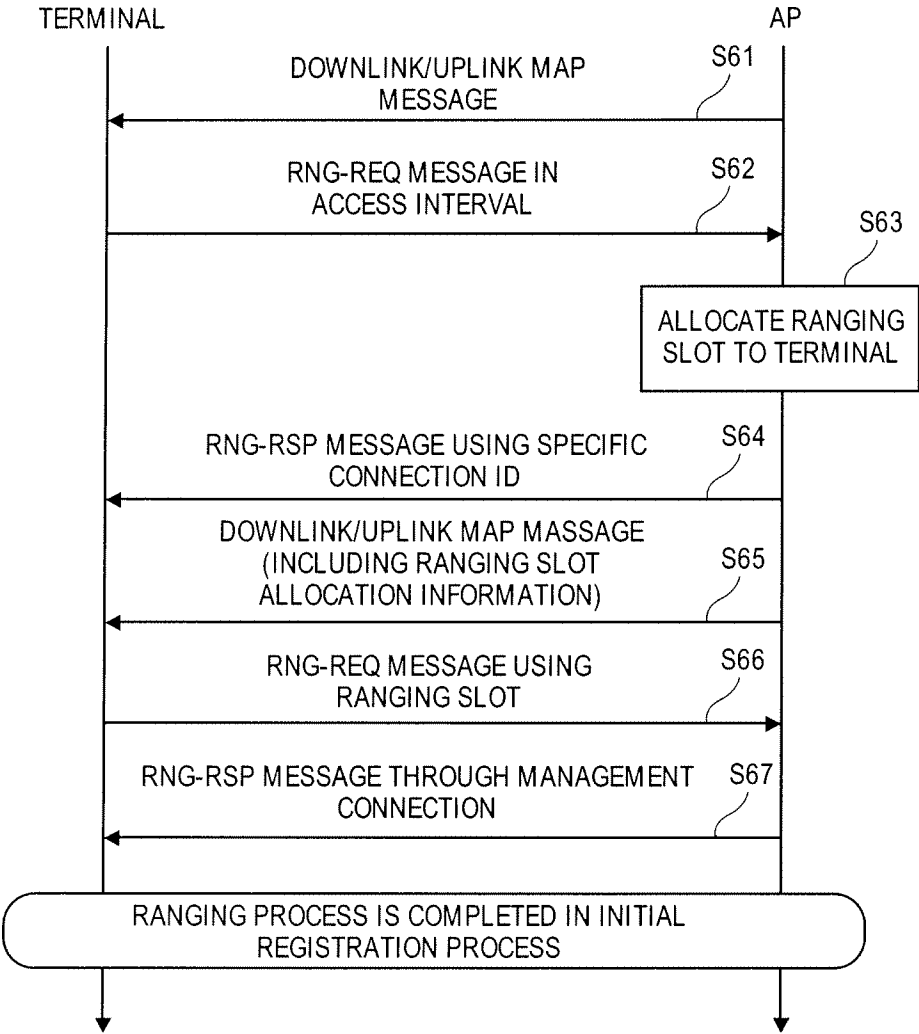 TERMINAL
AP
DOWNLINK/UPLINK MAP
MESSAGE
S61
RNG-REQ MESSAGE IN
ACCESS INTERVAL
S62
S63
ALLOCATE RANGING
SLOT TO TERMINAL
RNG-RSP MESSAGE USING SPECIFIC
CONNECTION ID
S64
DOWNLINK/UPLINK MAP MASSAGE
(INCLUDING RANGING SLOT
ALLOCATION INFORMATION)
S65
RNG-REQ MESSAGE USING
RANGING SLOT
S66
RNG-RSP MESSAGE THROUGH MANAGEMENT
CONNECTION
S67
RANGING PROCESS IS COMPLETED IN INITIAL
REGISTRATION PROCESS